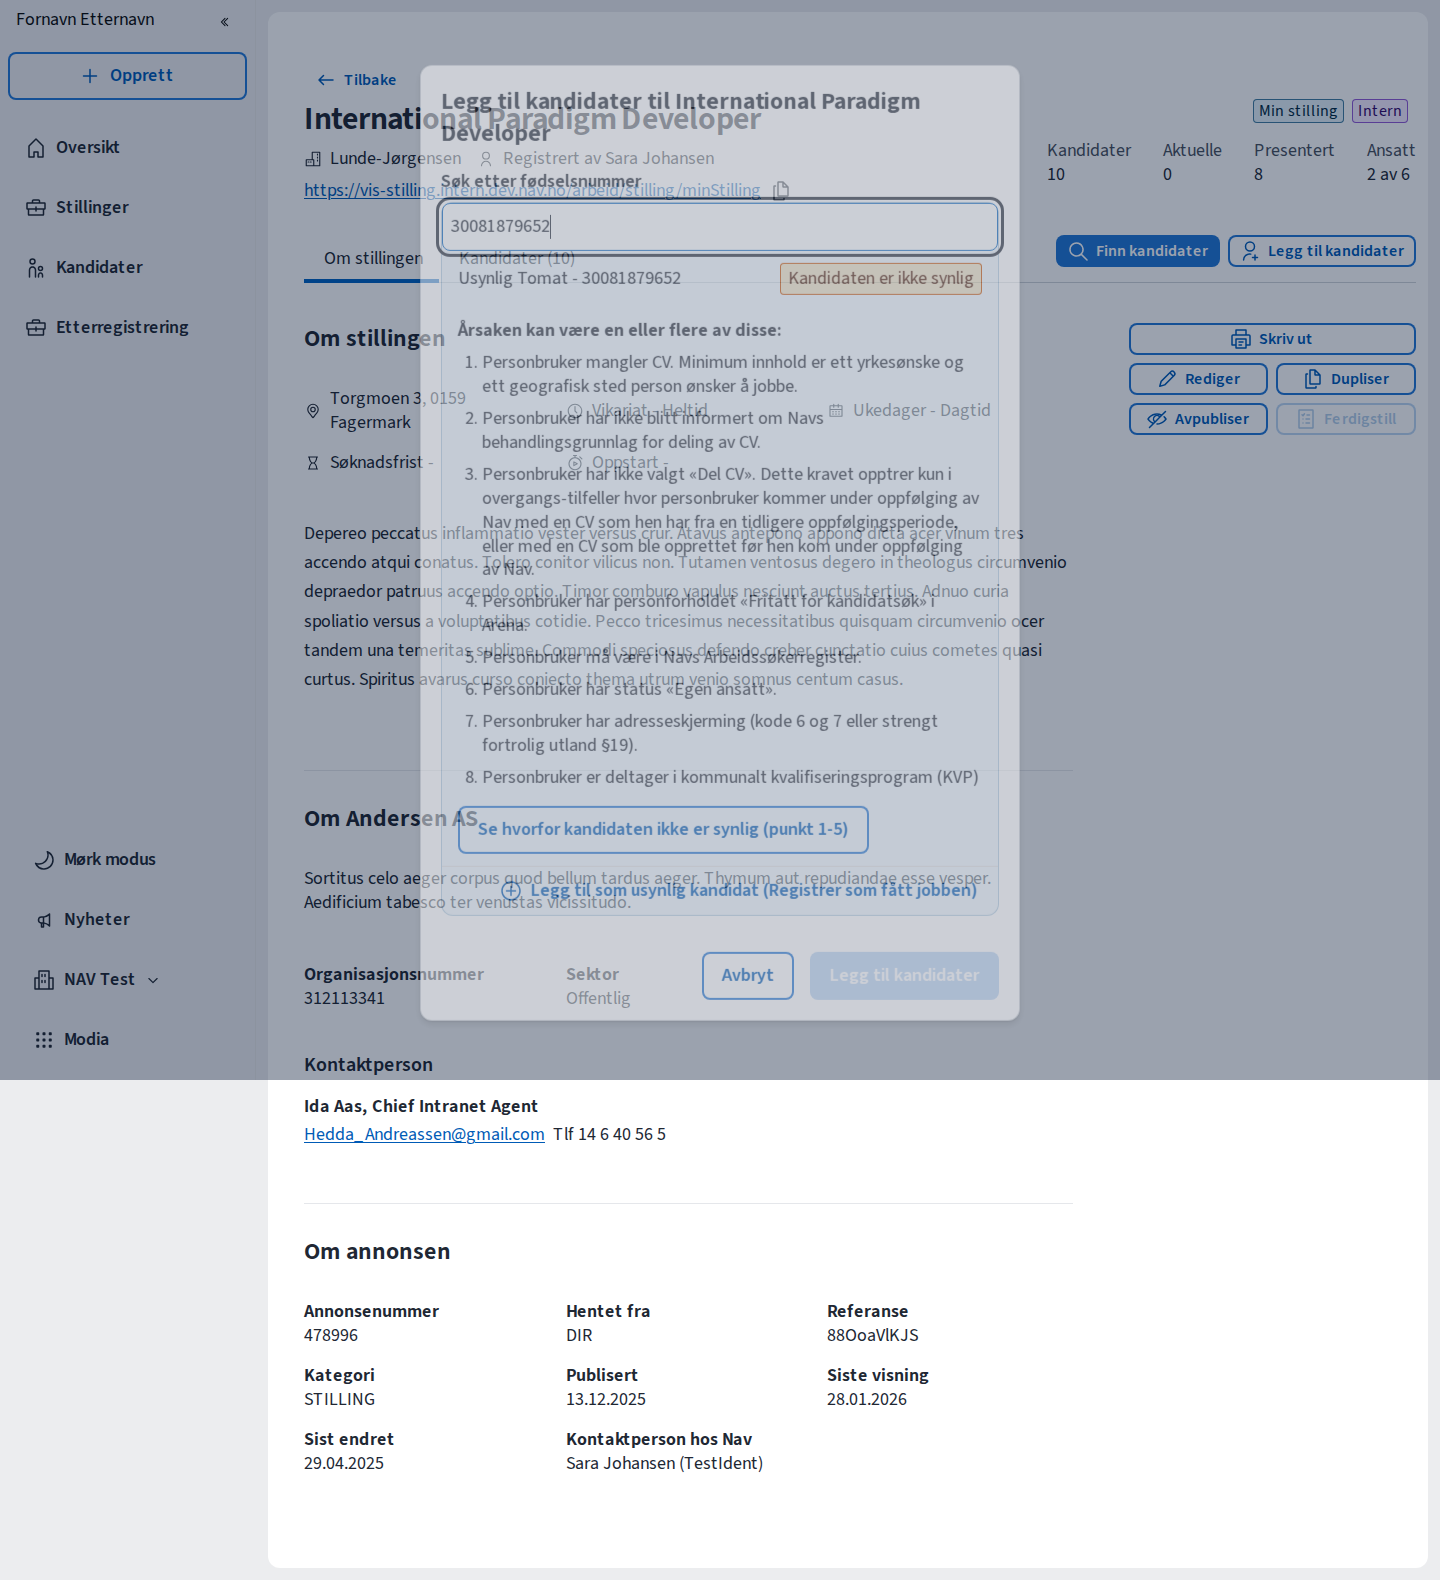 Fornavn Etternavn
Opprett
Oversikt
Stillinger
Kandidater
Etterregistrering
Mørk modus
Nyheter
NAV Test
Modia
Tilbake
International Paradigm Developer
Lunde-Jørgensen Registrert av Sara Johansen
https://vis-stilling.intern.dev.nav.no/arbeid/stilling/minStilling
Min stilling Intern
Kandidater Aktuelle Presentert Ansatt
10 0 8 2 av 6
Om stillingen Kandidater (10)
Finn kandidater Legg til kandidater
Om stillingen
Skriv ut
Rediger Dupliser
Avpubliser Ferdigstill
Torgmoen 3, 0159
Fagermark
Vikariat - Heltid
Ukedager - Dagtid
Søknadsfrist -
Oppstart -
Depereo peccatus inflammatio vester versus crur. Atavus antepono appono dicta acer vinum tres
accendo atqui conatus. Tolero conitor vilicus non. Tutamen ventosus degero in theologus circumvenio
depraedor patruus accendo optio. Timor comburo vapulus nesciunt auctus tertius. Adnuo curia
spoliatio versus a voluptatibus cotidie. Pecco tricesimus necessitatibus quisquam circumvenio ocer
tandem una temeritas sublime. Commodi speciosus defendo creber cunctatio cuius cometes quasi
curtus. Spiritus avarus curso coniecto thema utrum venio somnus centum casus.
Om Andersen AS
Sortitus celo aeger corpus quod bellum tardus aeger. Thymum aut repudiandae esse vesper.
Aedificium tabesco ter venustas vicissitudo.
Organisasjonsnummer Sektor
312113341 Offentlig
Kontaktperson
Ida Aas, Chief Intranet Agent
Hedda_Andreassen@gmail.com Tlf 14 6 40 56 5
Om annonsen
Annonsenummer Hentet fra Referanse
478996 DIR 88OoaVlKJS
Kategori Publisert Siste visning
STILLING 13.12.2025 28.01.2026
Sist endret Kontaktperson hos Nav
29.04.2025 Sara Johansen (TestIdent)
Legg til kandidater til International Paradigm
Developer
Søk etter fødselsnummer
30081879652
Usynlig Tomat - 30081879652 Kandidaten er ikke synlig
Årsaken kan være en eller flere av disse:
1. Personbruker mangler CV. Minimum innhold er ett yrkesønske og
ett geografisk sted person ønsker å jobbe.
2. Personbruker har ikke blitt informert om Navs
behandlingsgrunnlag for deling av CV.
3. Personbruker har ikke valgt «Del CV». Dette kravet opptrer kun i
overgangs-tilfeller hvor personbruker kommer under oppfølging av
Nav med en CV som hen har fra en tidligere oppfølgingsperiode,
eller med en CV som ble opprettet før hen kom under oppfølging
av Nav.
4. Personbruker har personforholdet «Fritatt for kandidatsøk» i
Arena.
5. Personbruker må være i Navs Arbeidssøkerregister.
6. Personbruker har status «Egen ansatt».
7. Personbruker har adresseskjerming (kode 6 og 7 eller strengt
fortrolig utland §19).
8. Personbruker er deltager i kommunalt kvalifiseringsprogram (KVP)
Se hvorfor kandidaten ikke er synlig (punkt 1-5)
Legg til som usynlig kandidat (Registrer som fått jobben)
Avbryt Legg til kandidater